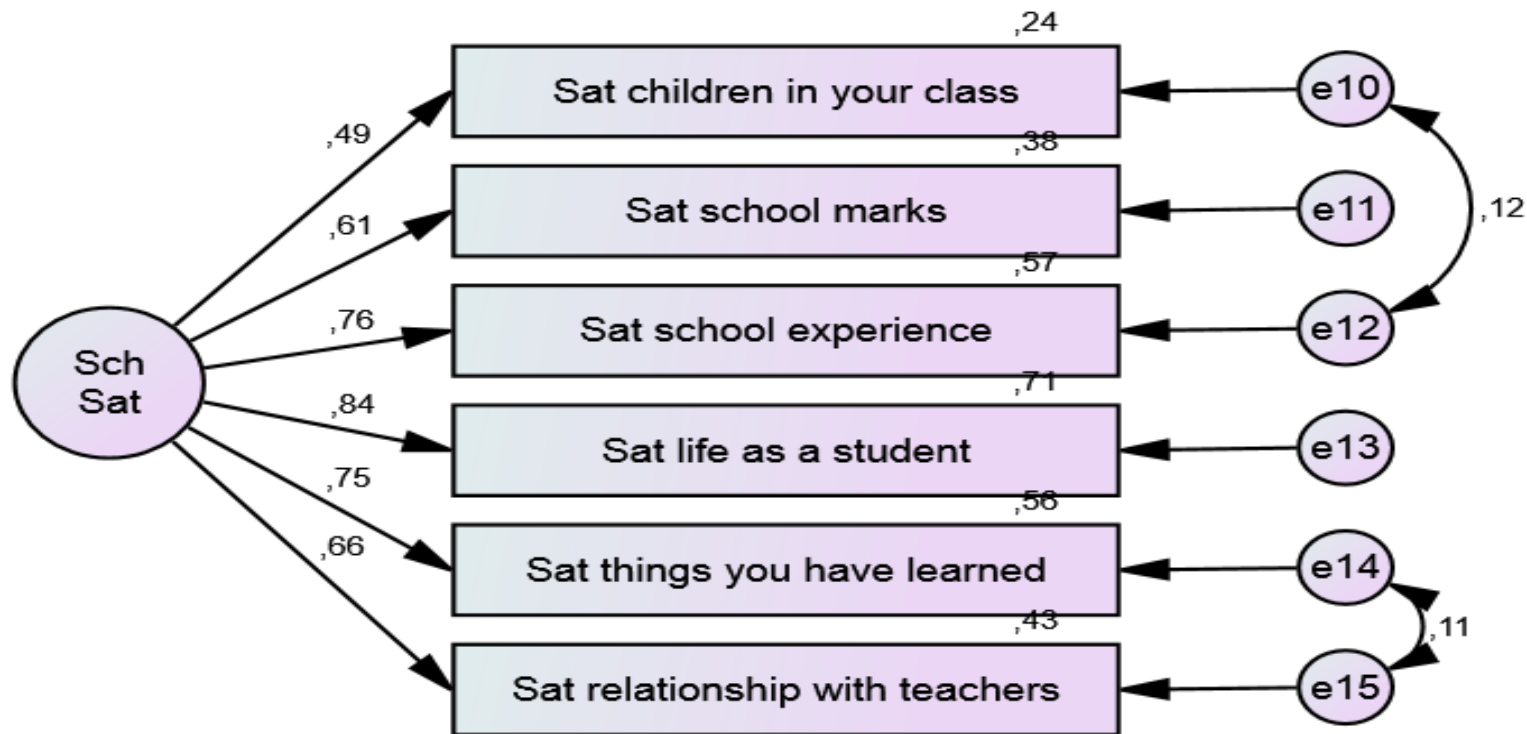 ,24
Sat children in your class
e10
,49
,38
Sat school marks
e11
,61
,12
,57
Sat school experience
e12
,76
Sch
Sat
,71
Sat life as a student
e13
,84
,56
Sat things you have learned
e14
,75
,11
,43
Sat relationship with teachers
e15
,66